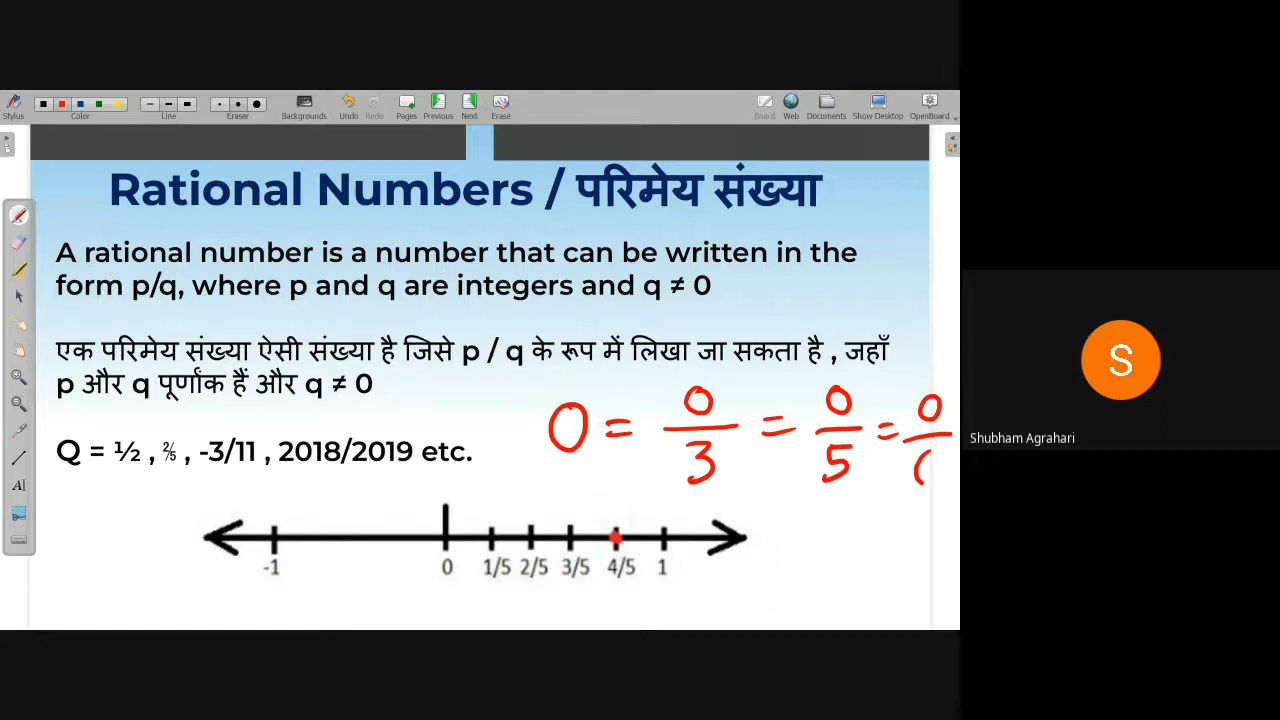 Stylus Color Line Eraser Backgrounds Undo Redo Pages Previous Next Erase Board Web Documents Show Desktop OpenBoard
Rational Numbers / परिमेय संख्या
A rational number is a number that can be written in the
form p/q, where p and q are integers and q ≠ 0
एक परिमेय संख्या ऐसी संख्या है जिसे p / q के रूप में लिखा जा सकता है , जहाँ
p और q पूर्णांक हैं और q ≠ 0
0 = 0/3 = 0/5 = 0/
Q = ½ , ⅖ , -3/11 , 2018/2019 etc.
-1 0 1/5 2/5 3/5 4/5 1
S
Shubham Agrahari